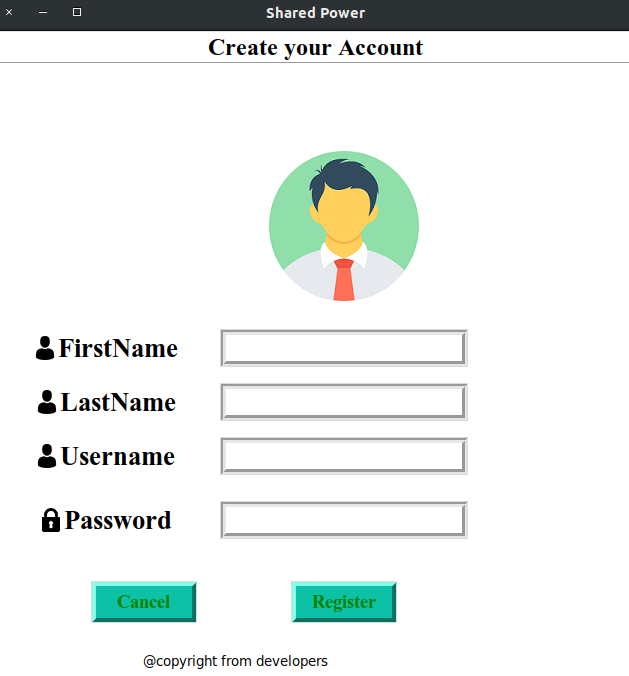 Shared Power
Create your Account
FirstName
LastName
Username
Password
Cancel Register
@copyright from developers